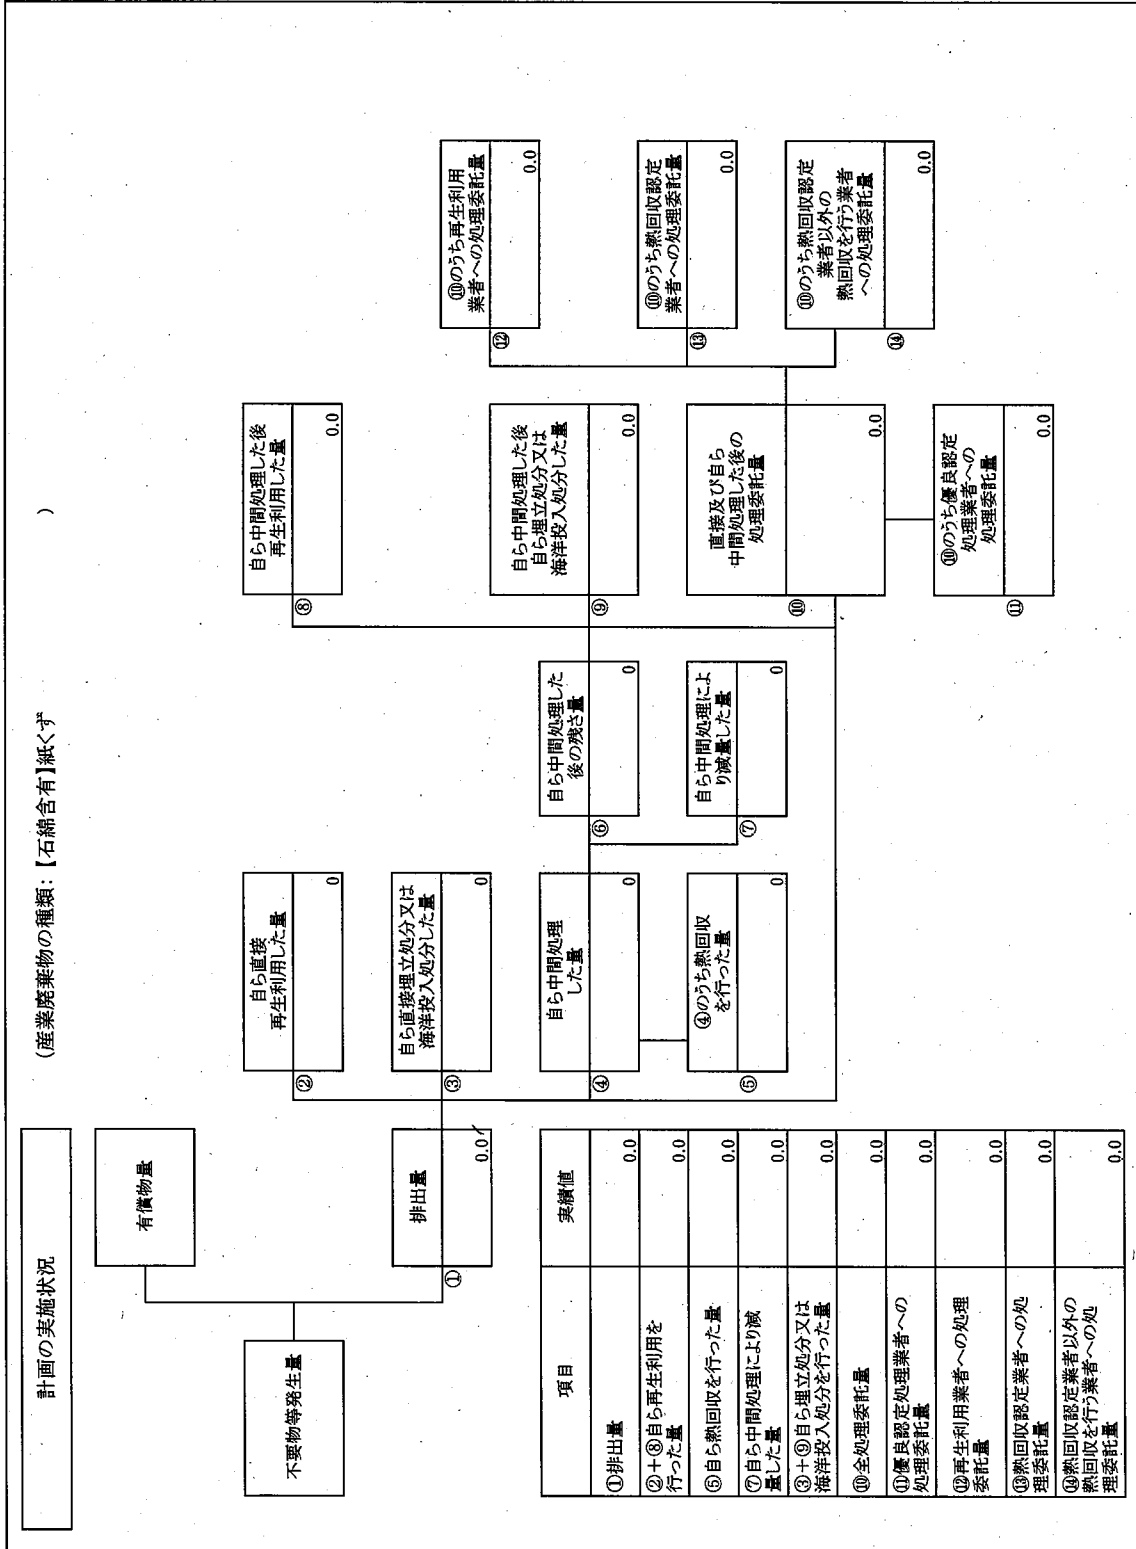 計画の実施状況
(産業廃棄物の種類：【石綿含有】紙くず
)
不要物等発生量
有償物量
①
排出量
0.0
②
自ら直接
再生利用した量
0
③
自ら直接埋立処分又は
海洋投入処分した量
0
④
自ら中間処理
した量
0
⑤
④のうち熱回収
を行った量
0
⑥
自ら中間処理した
後の残さ量
0
⑦
自ら中間処理によ
り減量した量
0
⑧
自ら中間処理した後
再生利用した量
0.0
⑨
自ら中間処理した後
自ら埋立処分又は
海洋投入処分した量
0.0
⑩
直接及び自ら
中間処理した後の
処理委託量
0.0
⑪
⑩のうち優良認定
処理業者への
処理委託量
0.0
⑫
⑩のうち再生利用
業者への処理委託量
0.0
⑬
⑩のうち熱回収認定
業者への処理委託量
0.0
⑭
⑩のうち熱回収認定
業者以外の
熱回収を行う業者
への処理委託量
0.0
項目
実績値
①排出量
0.0
②＋⑧自ら再生利用を
行った量
0.0
⑤自ら熱回収を行った量
0.0
⑦自ら中間処理により減
量した量
0.0
③＋⑨自ら埋立処分又は
海洋投入処分を行った量
0.0
⑩全処理委託量
0.0
⑪優良認定処理業者への
処理委託量
0.0
⑫再生利用業者への処理
委託量
0.0
⑬熱回収認定業者への処
理委託量
0.0
⑭熱回収認定業者以外の
熱回収を行う業者への処
理委託量
0.0